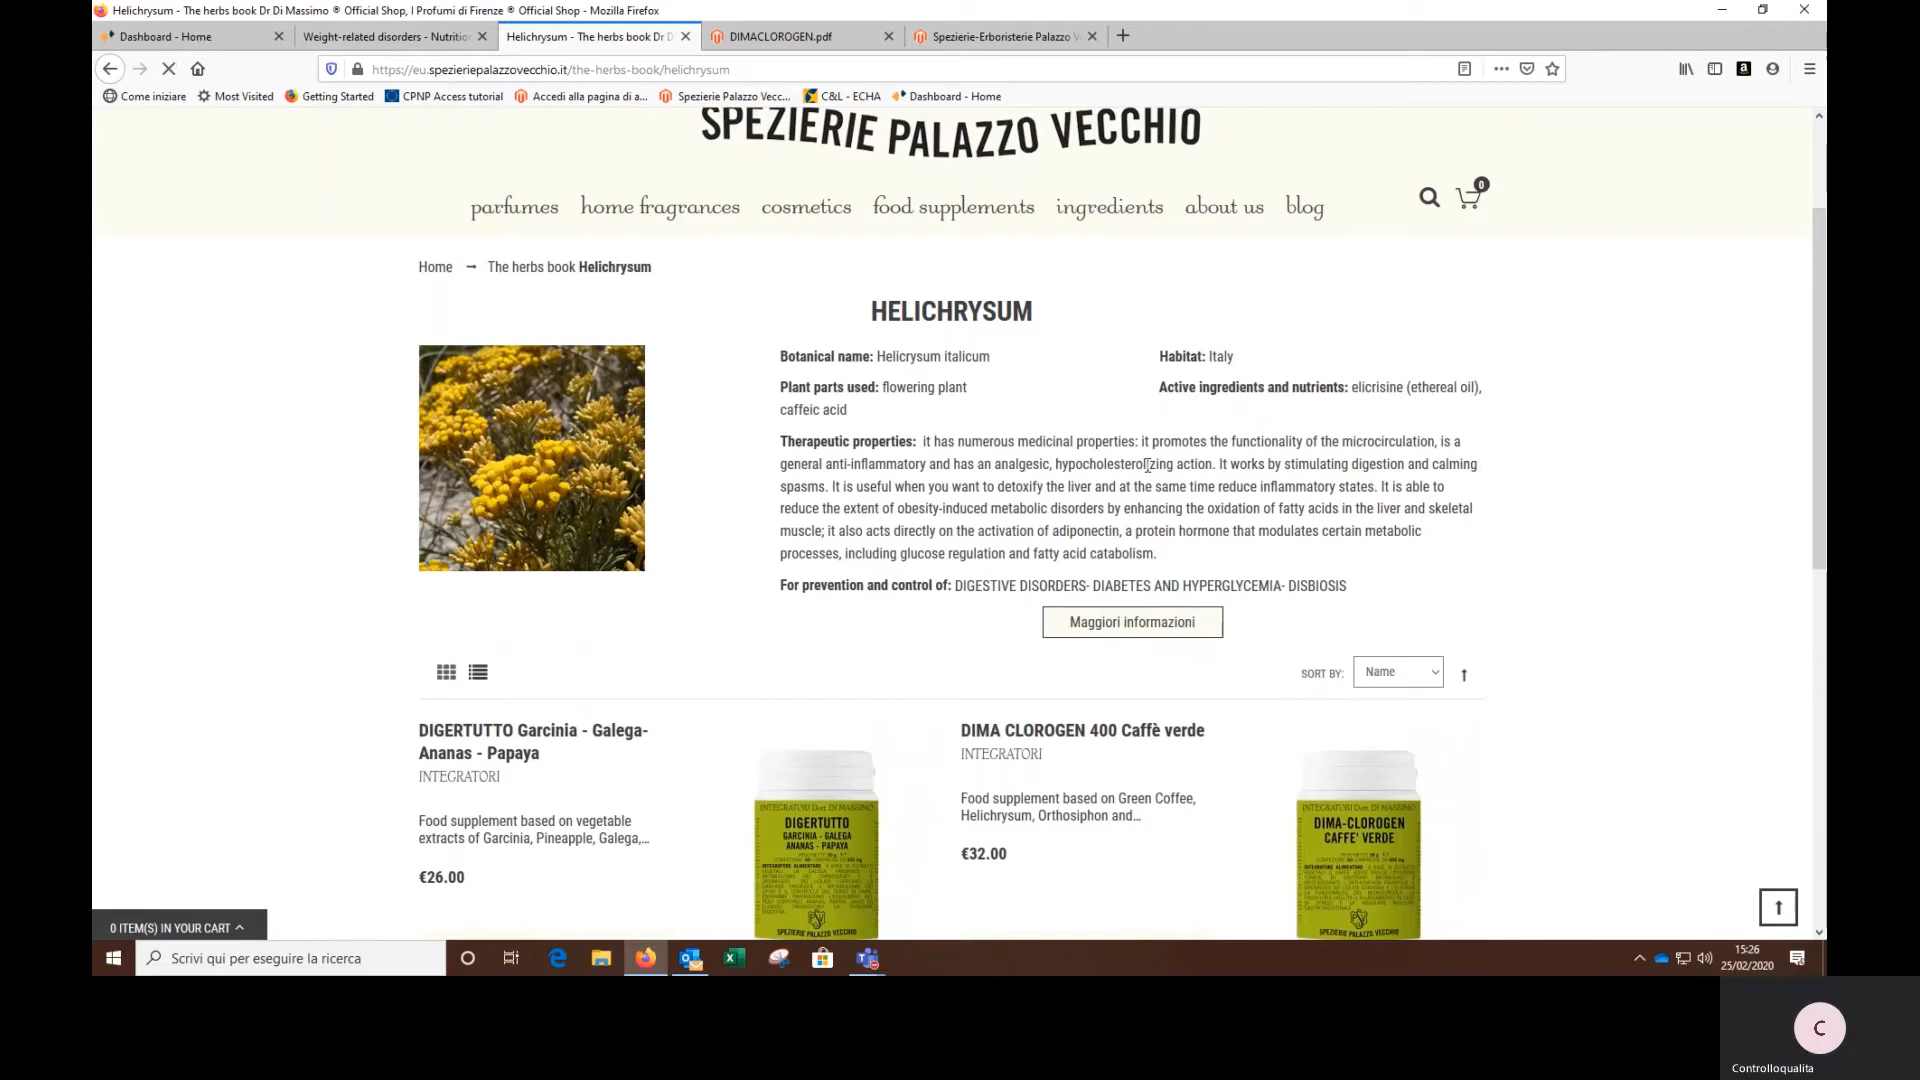 Helichrysum - The herbs book Dr Di Massimo ® Official Shop, I Profumi di Firenze ® Official Shop - Mozilla Firefox
Dashboard - Home
Weight-related disorders - Nutritio
Helichrysum - The herbs book Dr D
DIMACLOROGEN.pdf
Spezierie-Erboristerie Palazzo V
https://eu.spezieriepalazzovecchio.it/the-herbs-book/helichrysum
Come iniziare Most Visited Getting Started CPNP Access tutorial Accedi alla pagina di a... Spezierie Palazzo Vecc... C&L - ECHA Dashboard - Home
SPEZIERIE PALAZZO VECCHIO
parfumes home fragrances cosmetics food supplements ingredients about us blog
0
Home → The herbs book Helichrysum
HELICHRYSUM
Botanical name: Helicrysum italicum
Habitat: Italy
Plant parts used: flowering plant
Active ingredients and nutrients: elicrisine (ethereal oil),
caffeic acid
Therapeutic properties: it has numerous medicinal properties: it promotes the functionality of the microcirculation, is a
general anti-inflammatory and has an analgesic, hypocholesterolizing action. It works by stimulating digestion and calming
spasms. It is useful when you want to detoxify the liver and at the same time reduce inflammatory states. It is able to
reduce the extent of obesity-induced metabolic disorders by enhancing the oxidation of fatty acids in the liver and skeletal
muscle; it also acts directly on the activation of adiponectin, a protein hormone that modulates certain metabolic
processes, including glucose regulation and fatty acid catabolism.
For prevention and control of: DIGESTIVE DISORDERS- DIABETES AND HYPERGLYCEMIA- DISBIOSIS
Maggiori informazioni
SORT BY: Name
DIGERTUTTO Garcinia - Galega-
Ananas - Papaya
INTEGRATORI
Food supplement based on vegetable
extracts of Garcinia, Pineapple, Galega,...
€26.00
INTEGRATORI Dott. DI MASSIMO
DIGERTUTTO
GARCINIA - GALEGA
ANANAS - PAPAYA
SPEZIERIE PALAZZO VECCHIO
DIMA CLOROGEN 400 Caffè verde
INTEGRATORI
Food supplement based on Green Coffee,
Helichrysum, Orthosiphon and...
€32.00
INTEGRATORI Dott. DI MASSIMO
DIMA-CLOROGEN
CAFFE' VERDE
SPEZIERIE PALAZZO VECCHIO
0 ITEM(S) IN YOUR CART
Scrivi qui per eseguire la ricerca
15:26
25/02/2020
C
Controlloqualita